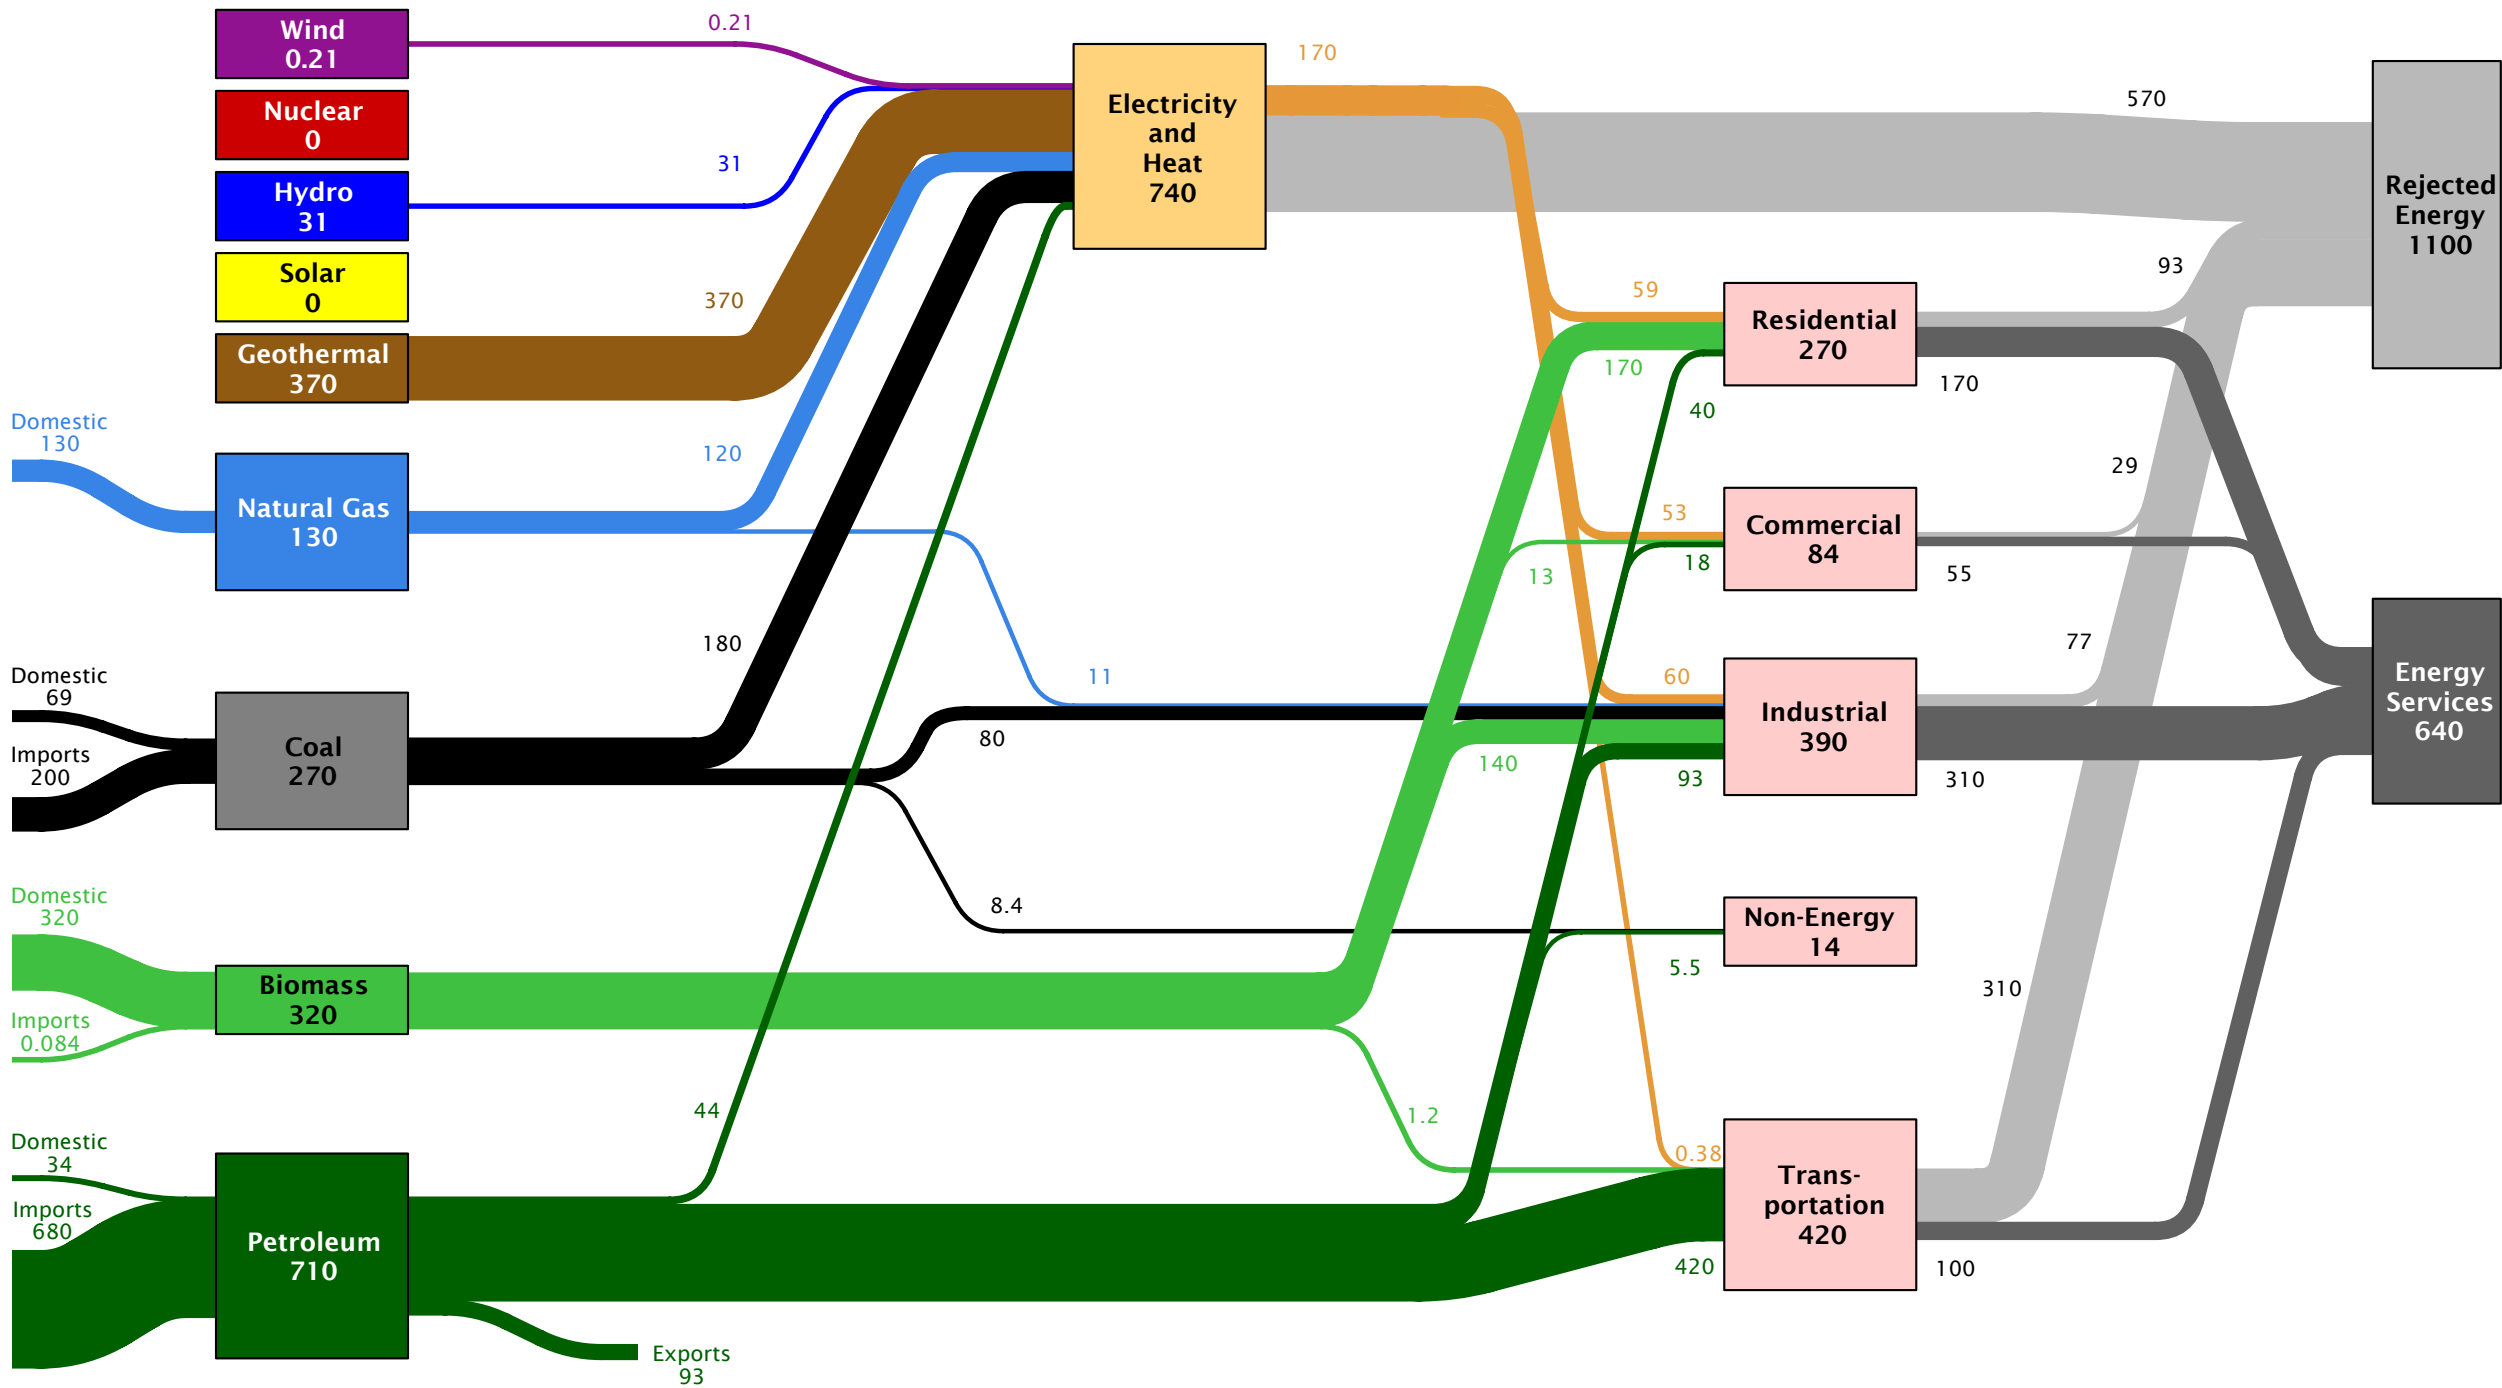 Wind
0.21
Nuclear
0
Hydro
31
Solar
0
Geothermal
370
Domestic
130
Natural Gas
130
Domestic
69
Imports
200
Coal
270
Domestic
320
Imports
0.084
Biomass
320
Domestic
34
Imports
680
Petroleum
710
Exports
93
0.21
31
370
120
180
44
11
80
8.4
Electricity
and
Heat
740
170
570
59
170
40
53
13
18
60
140
93
5.5
1.2
0.38
420
Residential
270
Commercial
84
Industrial
390
Non-Energy
14
Trans-
portation
420
93
170
29
55
77
310
310
100
Rejected
Energy
1100
Energy
Services
640